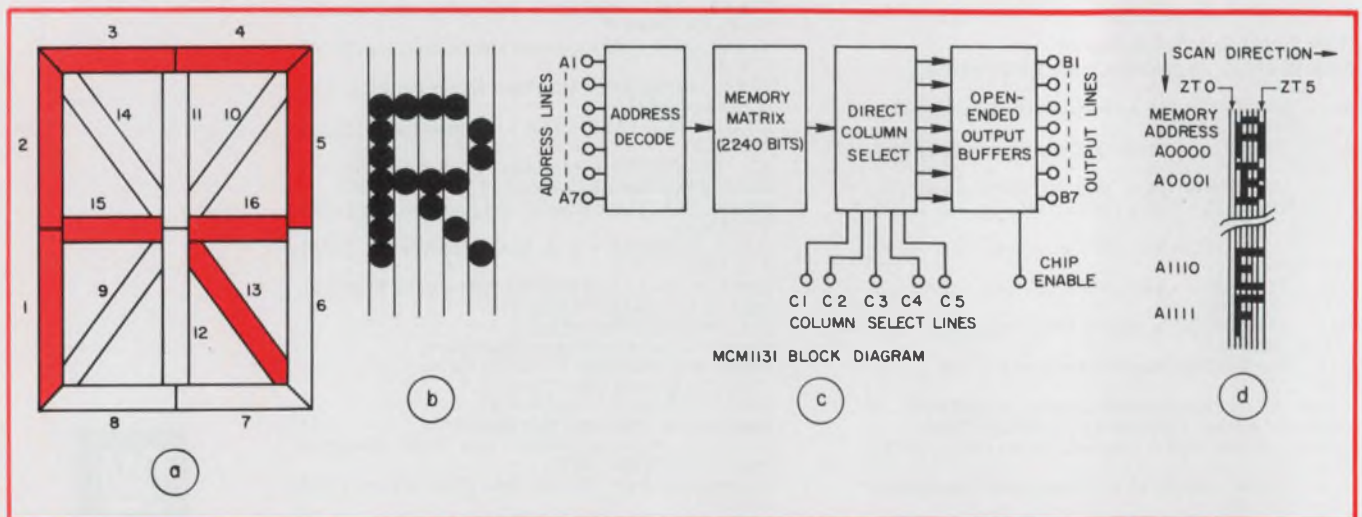 3 4
14 11 10
2 5
15 16
9 13
1 6
12
8 7
a
b
A1
ADDRESS LINES
A7
ADDRESS DECODE
MEMORY MATRIX (2240 BITS)
DIRECT COLUMN SELECT
OPEN-ENDED OUTPUT BUFFERS
B1
OUTPUT LINES
B7
C1 C2 C3 C4 C5
COLUMN SELECT LINES
CHIP ENABLE
MCM1131 BLOCK DIAGRAM
c
SCAN DIRECTION
ZT0 ZT5
MEMORY ADDRESS
A0000
A0001
A1110
A1111
d